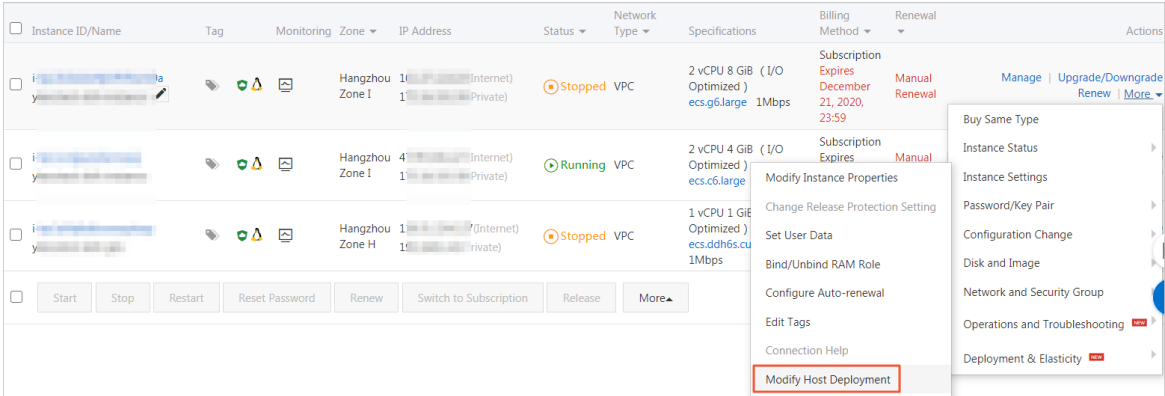 Instance ID/Name Tag Monitoring Zone IP Address Status Network Type Specifications Billing Method Renewal Actions
Hangzhou Zone I
Internet)
Private)
Stopped VPC
2 vCPU 8 GiB (I/O
Optimized )
ecs.g6.large 1Mbps
Subscription
Expires
December
21, 2020,
23:59
Manual
Renewal
Manage | Upgrade/Downgrade
Renew | More
Hangzhou
Zone I
Internet)
Private)
Running VPC
2 vCPU 4 GiB (I/O
Optimized )
ecs.c6.large
Subscription
Expires
Manual
Hangzhou
Zone H
(Internet)
rivate)
Stopped VPC
1 vCPU 1 GiE
Optimized )
ecs.ddh6s.cu
1Mbps
Start Stop Restart Reset Password Renew Switch to Subscription Release More
Modify Instance Properties
Change Release Protection Setting
Set User Data
Bind/Unbind RAM Role
Configure Auto-renewal
Edit Tags
Connection Help
Modify Host Deployment
Buy Same Type
Instance Status
Instance Settings
Password/Key Pair
Configuration Change
Disk and Image
Network and Security Group
Operations and Troubleshooting NEW
Deployment & Elasticity NEW